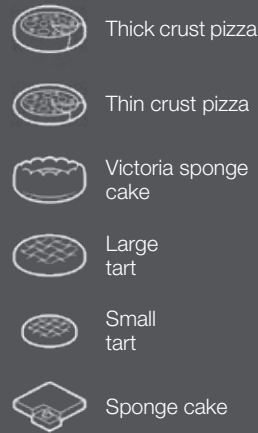 Thick crust pizza
Thin crust pizza
Victoria sponge
cake
Large
tart
Small
tart
Sponge cake